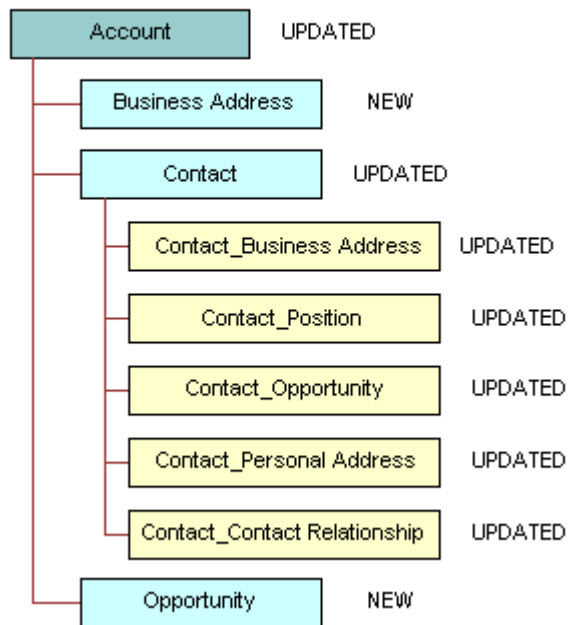 Account UPDATED
Business Address NEW
Contact UPDATED
Contact_Business Address UPDATED
Contact_Position UPDATED
Contact_Opportunity UPDATED
Contact_Personal Address UPDATED
Contact_Contact Relationship UPDATED
Opportunity NEW